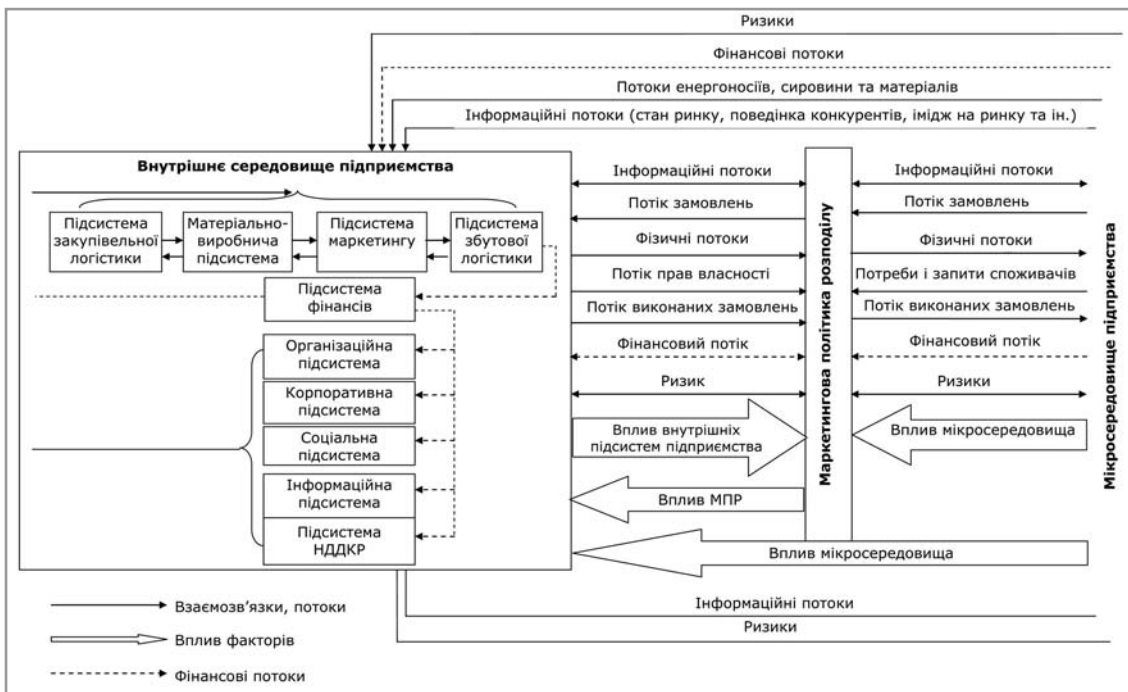 Ризики
Фінансові потоки
Потоки енергоносіїв, сировини та матеріалів
Інформаційні потоки (стан ринку, поведінка конкурентів, імідж на ринку та ін.)
Внутрішнє середовище підприємства
Підсистема
закупівельної
логістики
Матеріально-
виробнича
підсистема
Підсистема
маркетингу
Підсистема
збутової
логістики
Підсистема
фінансів
Організаційна
підсистема
Корпоративна
підсистема
Соціальна
підсистема
Інформаційна
підсистема
Підсистема
НДДКР
Інформаційні потоки
Потік замовлень
Фізичні потоки
Потік прав власності
Потік виконаних замовлень
Фінансовий потік
Ризик
Вплив внутрішніх
підсистем підприємства
Вплив МПР
Маркетингова політика розподілу
Інформаційні потоки
Потік замовлень
Фізичні потоки
Потреби і запити споживачів
Потік виконаних замовлень
Фінансовий потік
Ризики
Вплив мікросередовища
Вплив мікросередовища
Мікросередовище підприємства
Інформаційні потоки
Ризики
Взаємозв’язки, потоки
Вплив факторів
Фінансові потоки